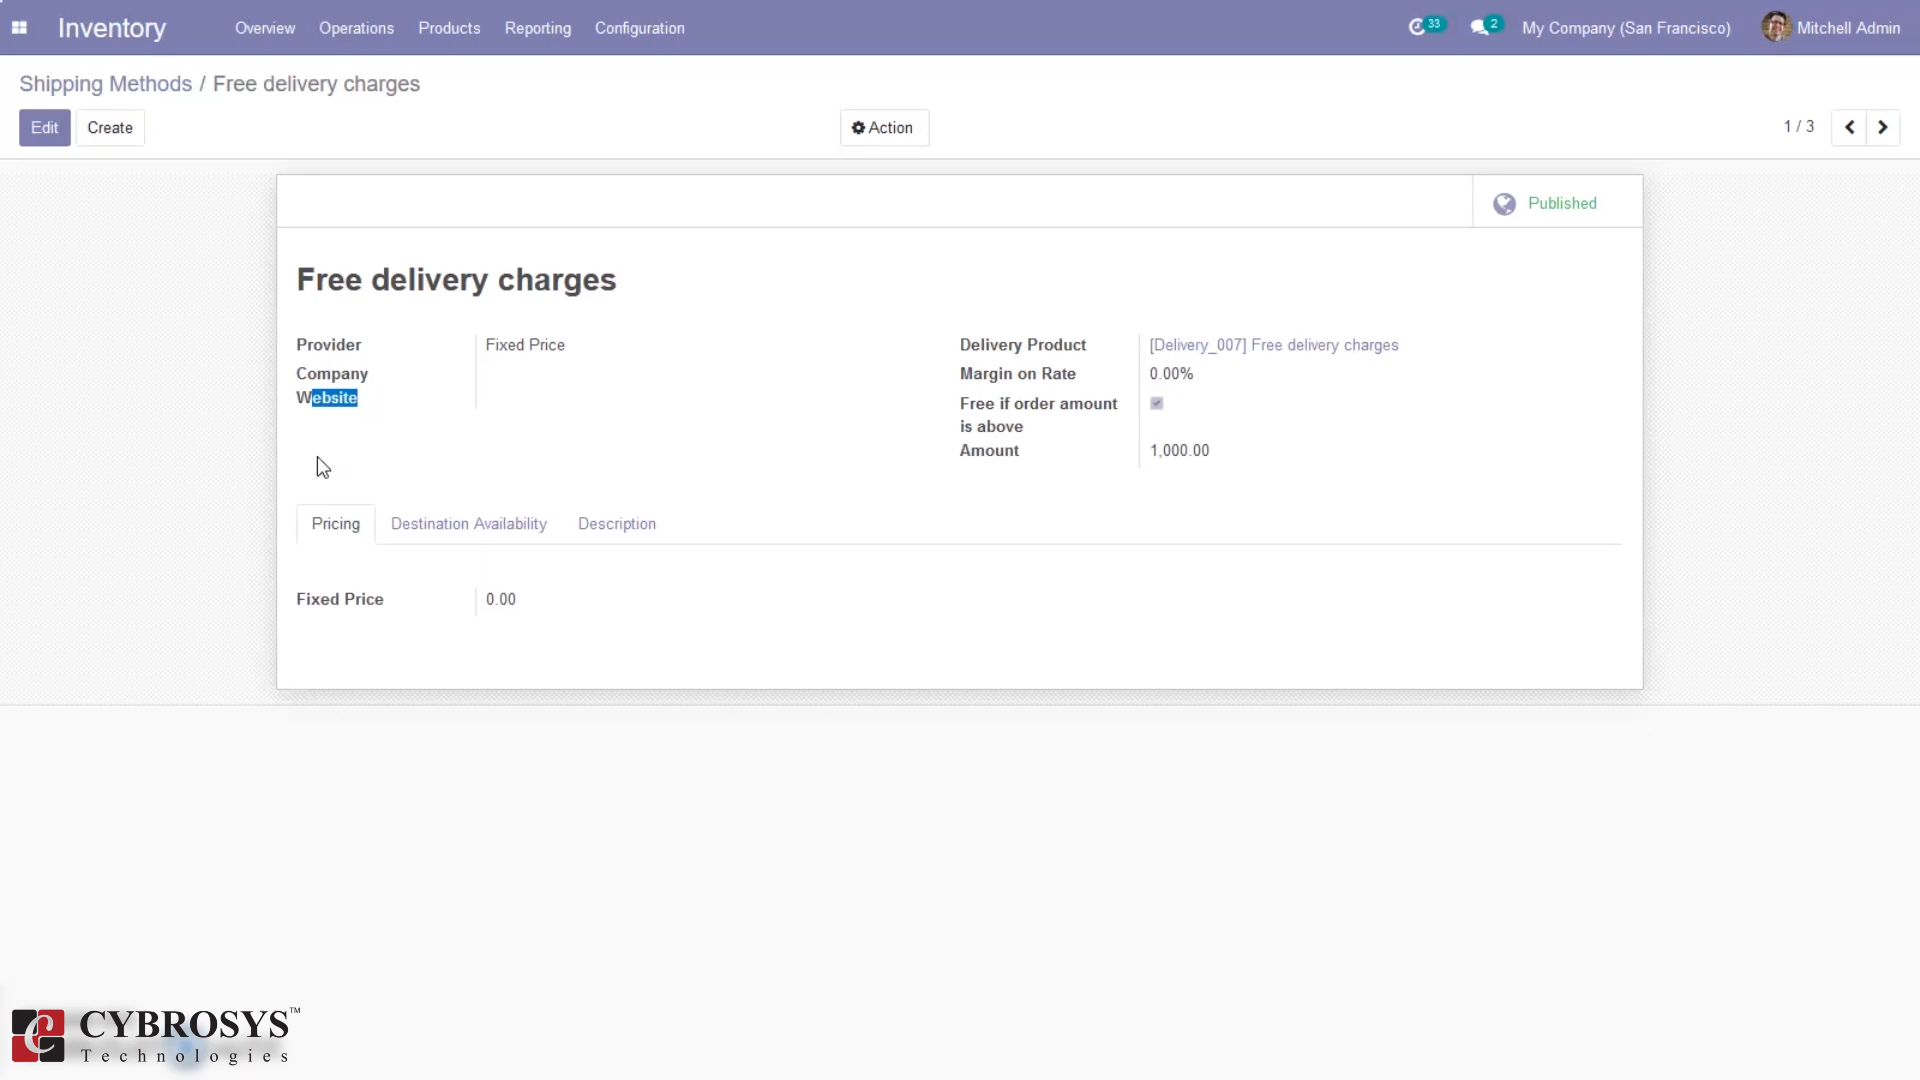 Inventory Overview Operations Products Reporting Configuration 33 2 My Company (San Francisco) Mitchell Admin
Shipping Methods / Free delivery charges
Edit Create Action 1 / 3
Published
Free delivery charges
Provider Fixed Price
Company
Website
Delivery Product [Delivery_007] Free delivery charges
Margin on Rate 0.00%
Free if order amount
is above
Amount 1,000.00
Pricing Destination Availability Description
Fixed Price 0.00
CYBROSYS™
Technologies